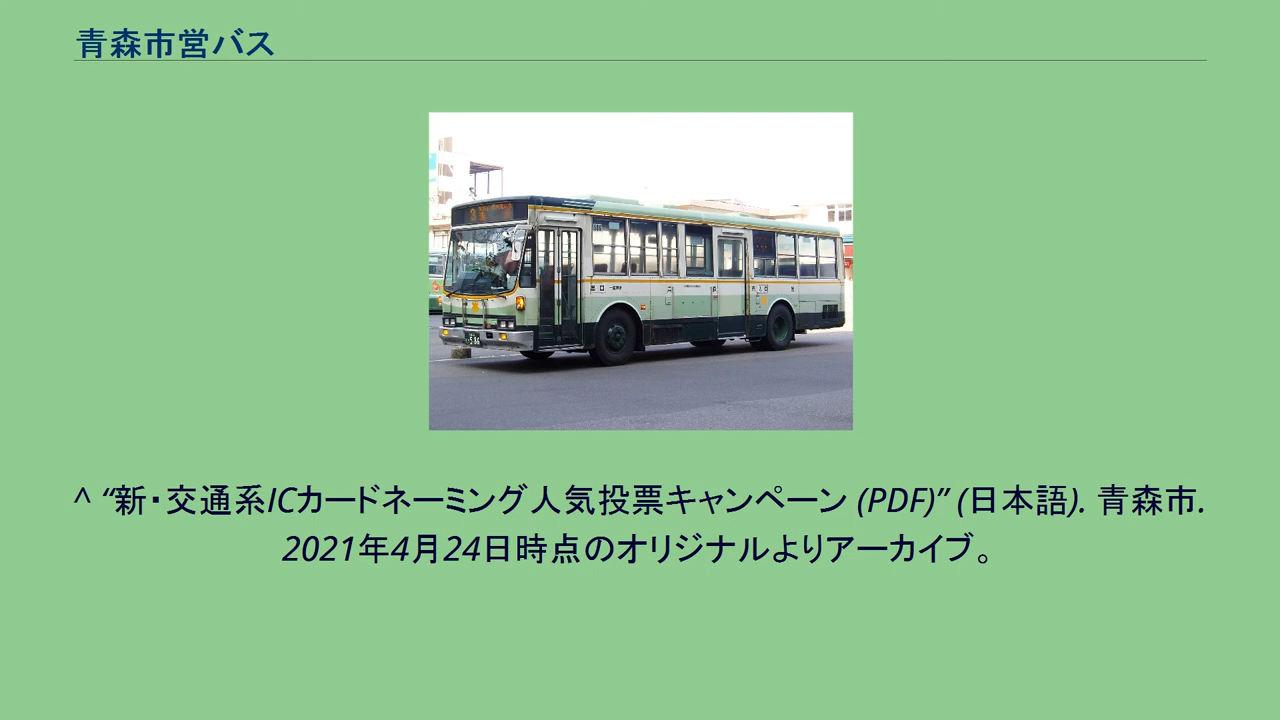 青森市営バス
^ “新・交通系ICカードネーミング人気投票キャンペーン (PDF)” (日本語). 青森市.
2021年4月24日時点のオリジナルよりアーカイブ。